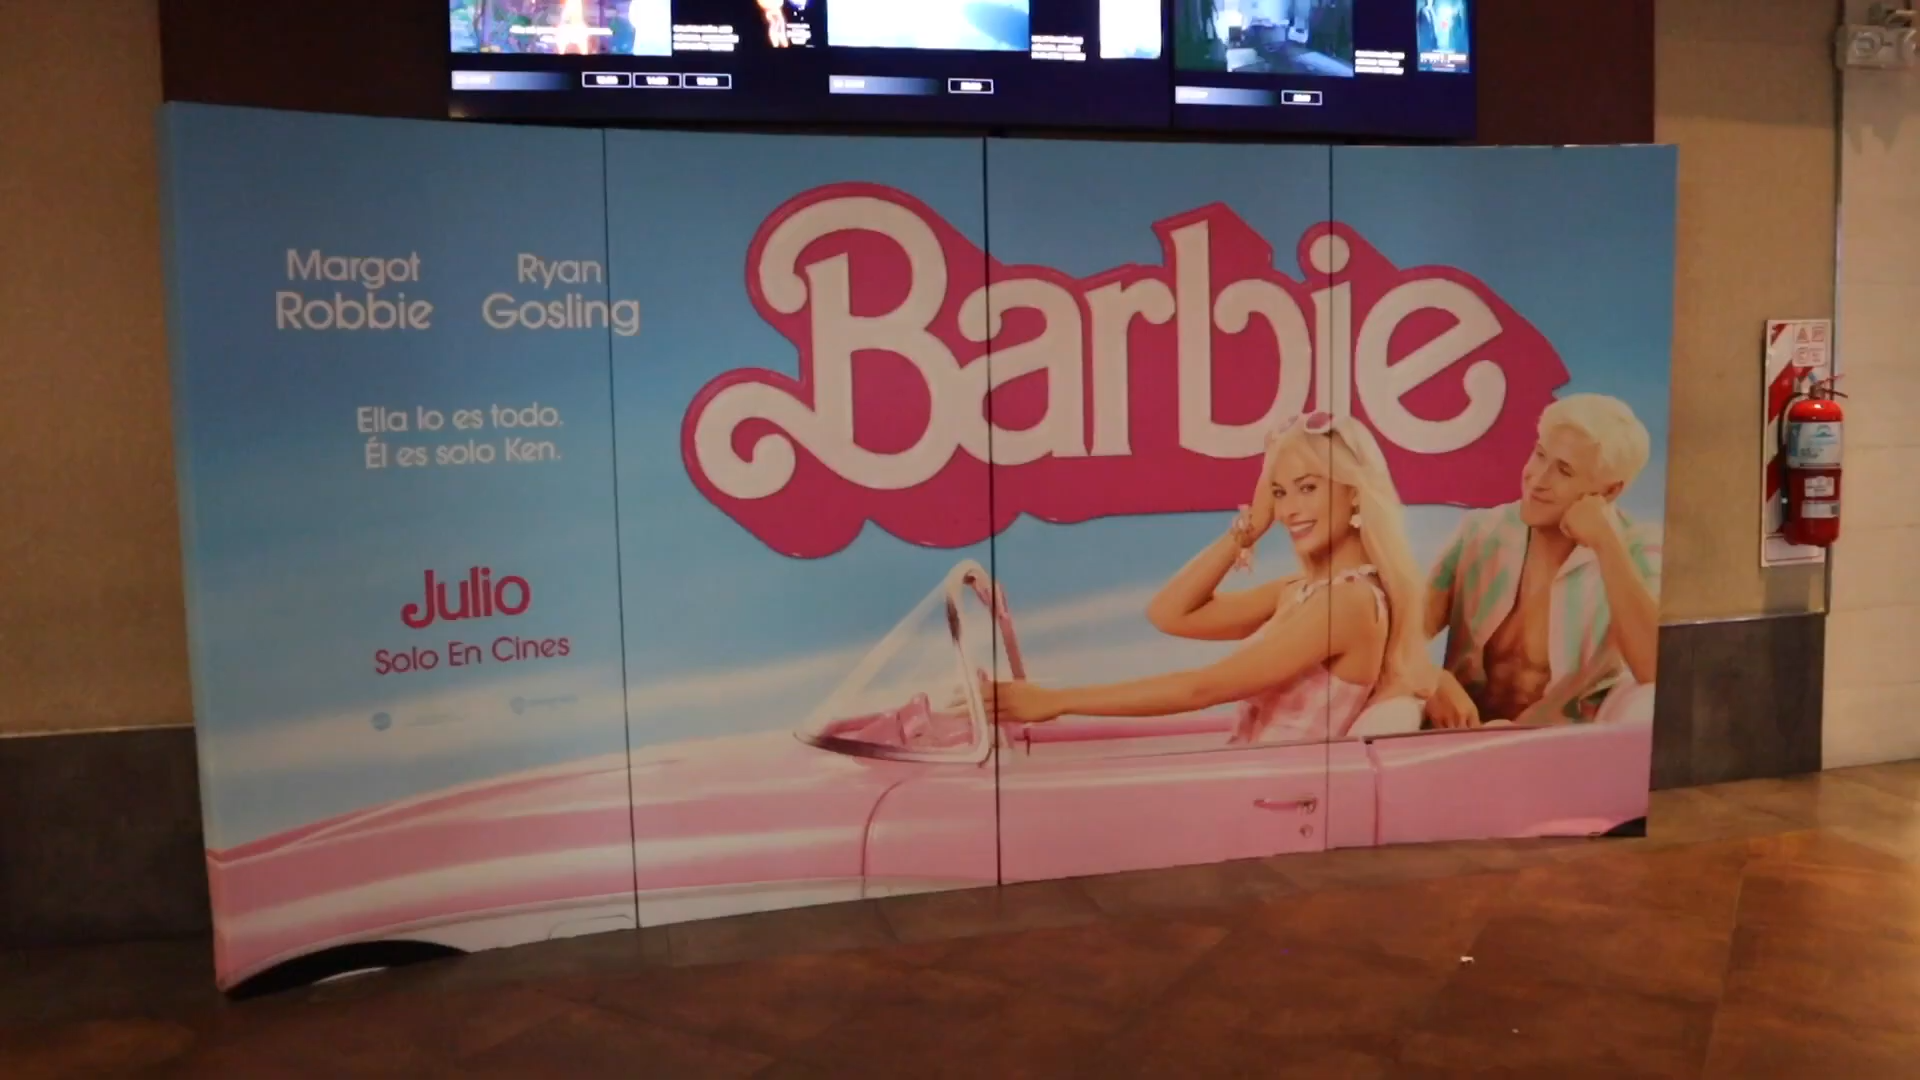 Margot
Robbie
Ryan
Gosling
Ella lo es todo.
Él es solo Ken.
Julio
Solo En Cines
Barbie